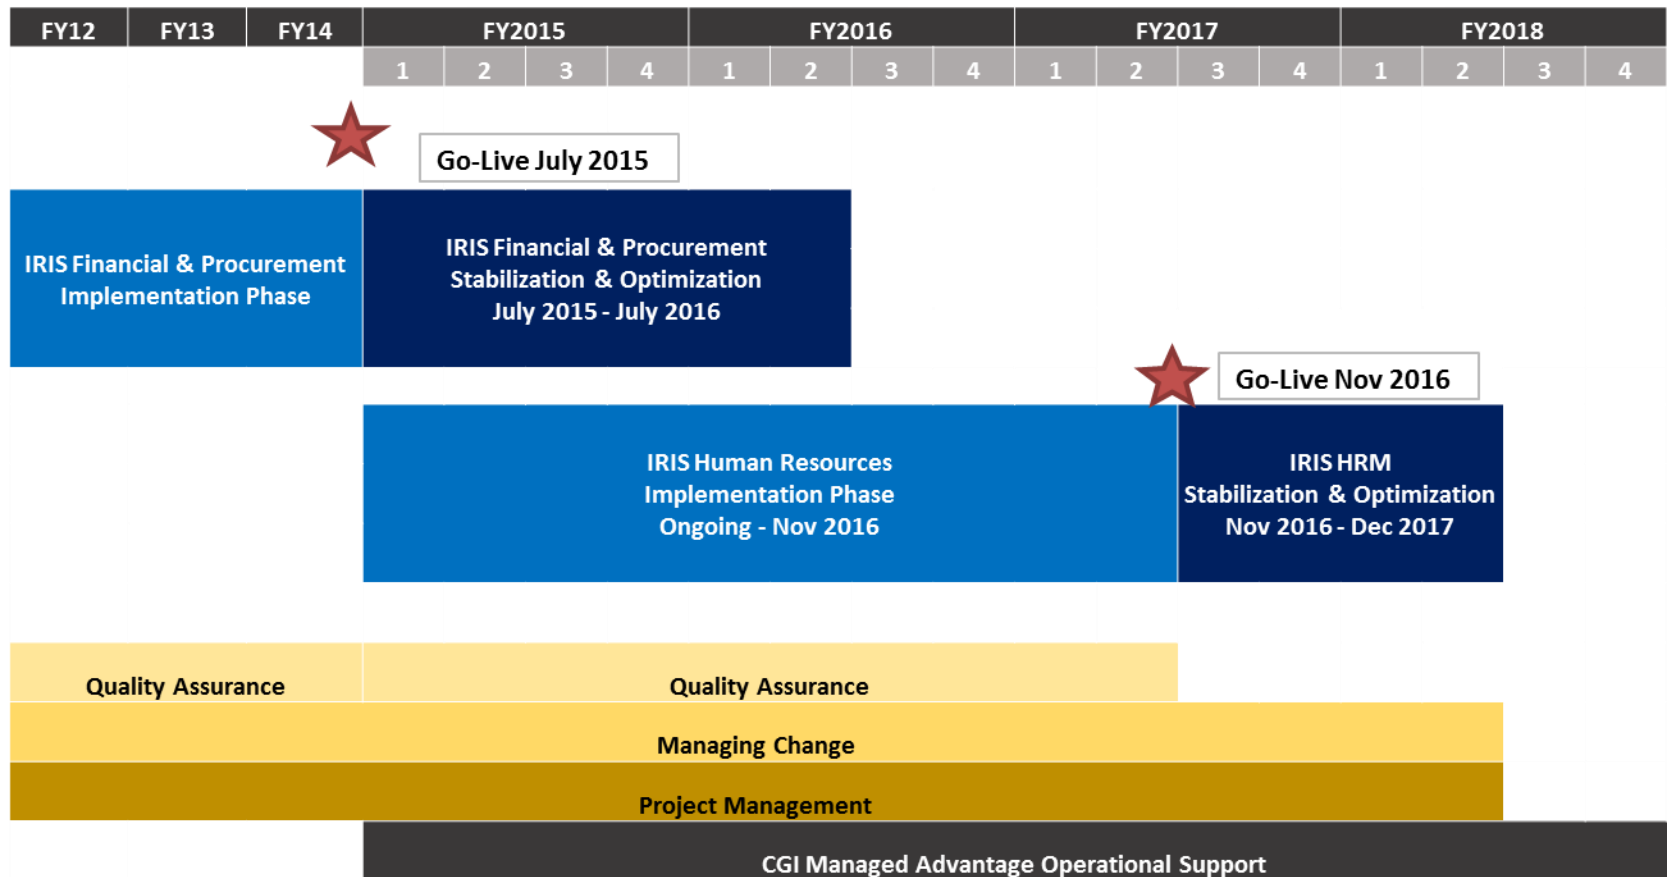 FY12 FY13 FY14 FY2015 FY2016 FY2017 FY2018
1 2 3 4 1 2 3 4 1 2 3 4 1 2 3 4
Go-Live July 2015
IRIS Financial & Procurement
Implementation Phase
IRIS Financial & Procurement
Stabilization & Optimization
July 2015 - July 2016
Go-Live Nov 2016
IRIS Human Resources
Implementation Phase
Ongoing - Nov 2016
IRIS HRM
Stabilization & Optimization
Nov 2016 - Dec 2017
Quality Assurance Quality Assurance
Managing Change
Project Management
CGI Managed Advantage Operational Support